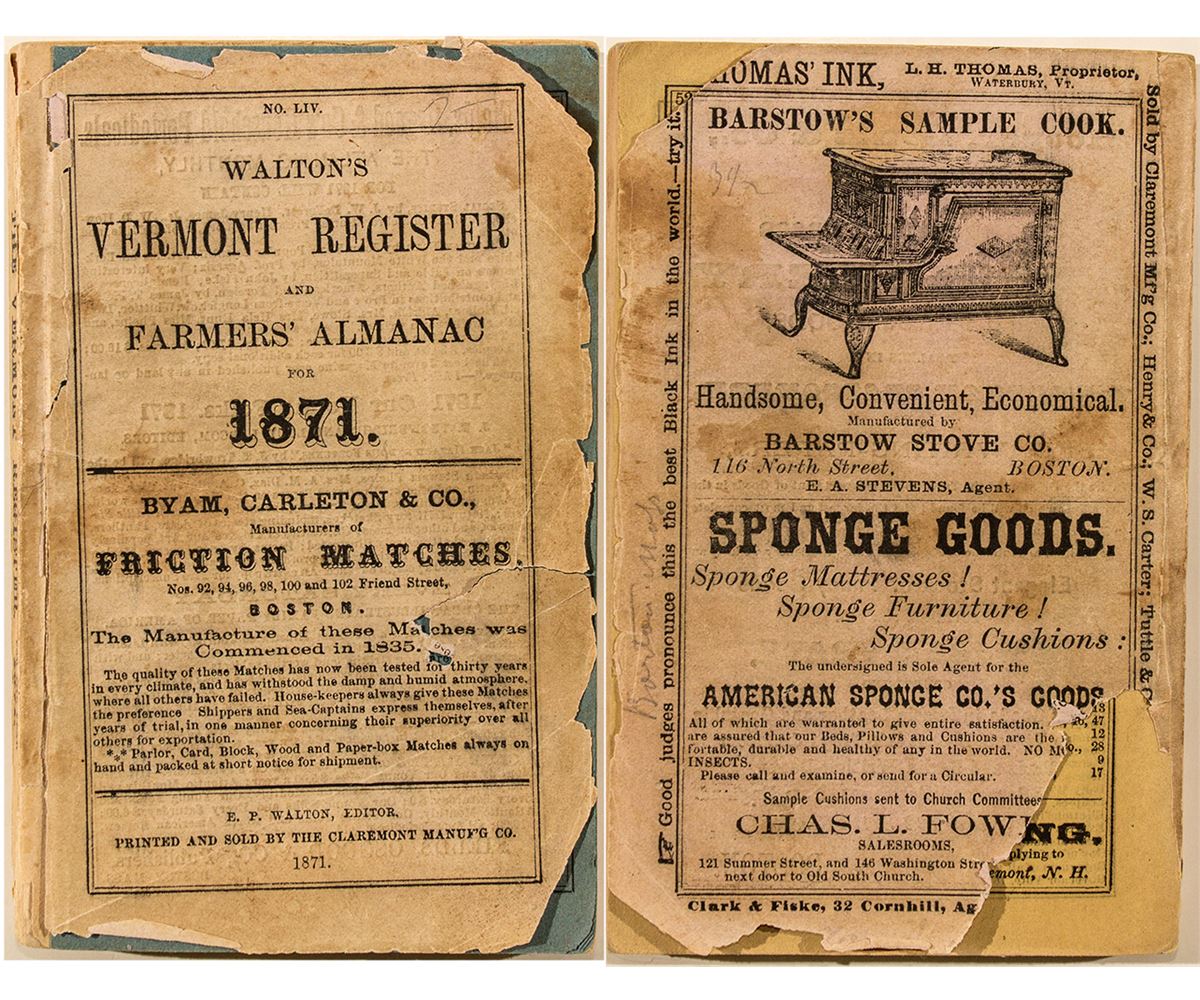 NO. LIV.
WALTON'S
VERMONT REGISTER
AND
FARMERS' ALMANAC
FOR
1871.
BYAM, CARLETON & CO.,
Manufacturers of
FRICTION MATCHES.
Nos. 92, 94, 96, 98, 100 and 102 Friend Street,
BOSTON.
The Manufacture of these Matches was
Commenced in 1835.
The quality of these Matches has now been tested for thirty years
in every climate, and has withstood the damp and humid atmosphere,
where all others have failed. House-keepers always give these Matches
the preference Shippers and Sea-Captains express themselves, after
years of trial, in one manner concerning their superiority over all
others for exportation.
*** Parlor, Card, Block, Wood and Paper-box Matches always on
hand and packed at short notice for shipment.
E. P. WALTON, EDITOR.
PRINTED AND SOLD BY THE CLAREMONT MANUF'G CO.
1871.
HOMAS' INK, L. H. THOMAS, Proprietor,
WATERBURY, VT.
Good judges pronounce this the best Black Ink in the world.—try it.
Sold by Claremont M'f'g Co.; Henry & Co.; W. S. Carter; Tuttle & C
BARSTOW'S SAMPLE COOK.
Handsome, Convenient, Economical.
Manufactured by
BARSTOW STOVE CO.
116 North Street, BOSTON.
E. A. STEVENS, Agent.
SPONGE GOODS.
Sponge Mattresses!
Sponge Furniture!
Sponge Cushions:
The undersigned is Sole Agent for the
AMERICAN SPONGE CO.'S GOODS
All of which are warranted to give entire satisfaction.
are assured that our Beds, Pillows and Cushions are the
fortable, durable and healthy of any in the world. NO
INSECTS.
Please call and examine, or send for a Circular.
47
12
28
9
17
Sample Cushions sent to Church Committees
CHAS. L. FOW
NG,
SALESROOMS,
plying to
121 Summer Street, and 146 Washington Stre
next door to Old South Church.
emont, N. H.
Clark & Fiske, 32 Cornhill, Ag